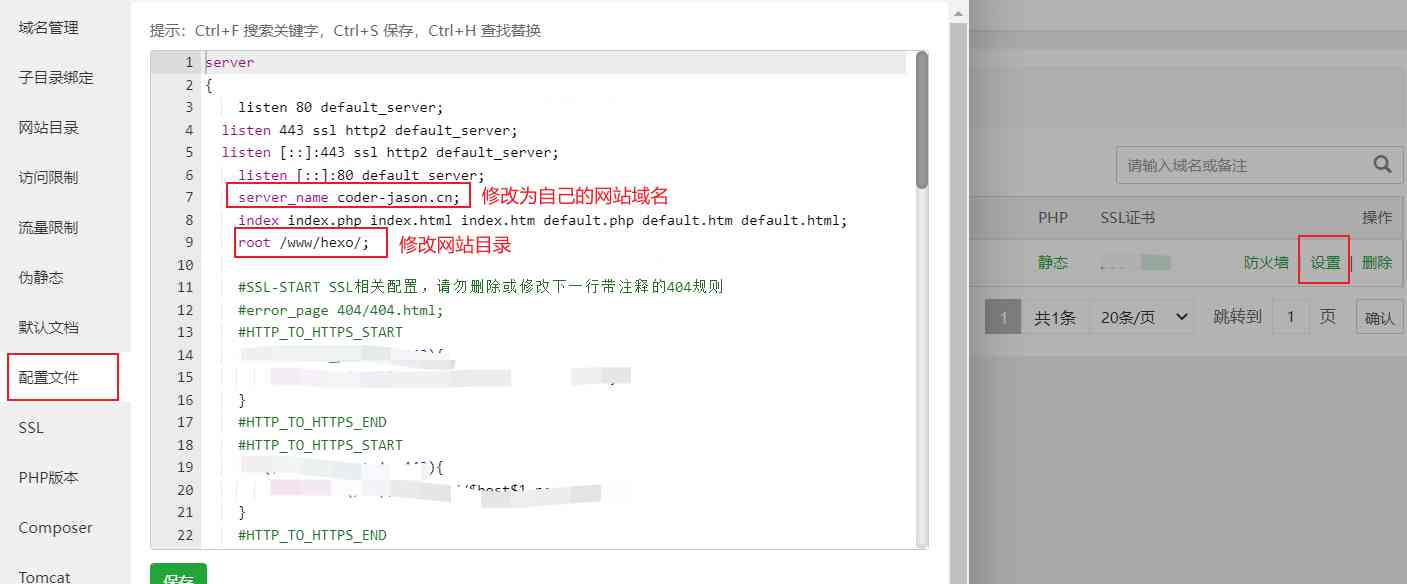 域名管理
子目录绑定
网站目录
访问限制
流量限制
伪静态
默认文档
配置文件
SSL
PHP版本
Composer
Tomcat
提示：Ctrl+F 搜索关键字，Ctrl+S 保存，Ctrl+H 查找替换
1 server
2 {
3 listen 80 default_server;
4 listen 443 ssl http2 default_server;
5 listen [::]:443 ssl http2 default_server;
6 listen [::]:80 default_server;
7 server_name coder-jason.cn; 修改为自己的网站域名
8 index index.php index.html index.htm default.php default.htm default.html;
9 root /www/hexo/; 修改网站目录
10
11 #SSL-START SSL相关配置，请勿删除或修改下一行带注释的404规则
12 #error_page 404/404.html;
13 #HTTP_TO_HTTPS_START
14 ){
15
16 }
17 #HTTP_TO_HTTPS_END
18 #HTTP_TO_HTTPS_START
19 ){
20 /$host$1
21 }
22 #HTTP_TO_HTTPS_END
保存
请输入域名或备注
PHP SSL证书 操作
静态 防火墙 | 设置 | 删除
1 共1条 20条/页 跳转到 1 页 确认